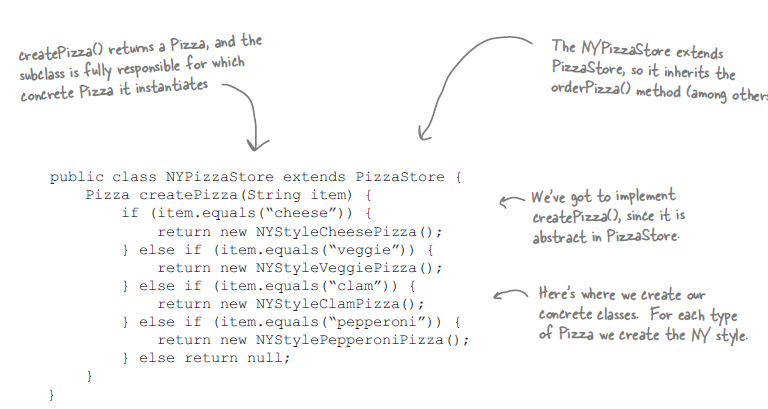 createPizza() returns a Pizza, and the
subclass is fully responsible for which
concrete Pizza it instantiates
The NYPizzaStore extends
PizzaStore, so it inherits the
orderPizza() method (among others
public class NYPizzaStore extends PizzaStore {
    Pizza createPizza(String item) {
        if (item.equals(“cheese”)) {
            return new NYStyleCheesePizza();
        } else if (item.equals(“veggie”)) {
            return new NYStyleVeggiePizza();
        } else if (item.equals(“clam”)) {
            return new NYStyleClamPizza();
        } else if (item.equals(“pepperoni”)) {
            return new NYStylePepperoniPizza();
        } else return null;
    }
}
We've got to implement
createPizza(), since it is
abstract in PizzaStore.
Here's where we create our
concrete classes.  For each type
of Pizza we create the NY style.